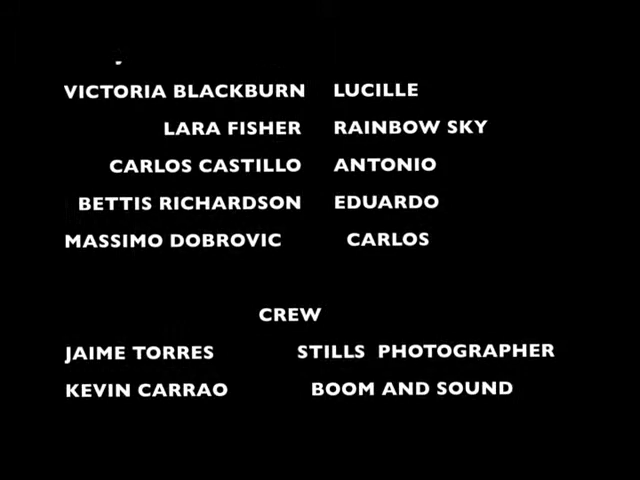 VICTORIA BLACKBURN LUCILLE
LARA FISHER RAINBOW SKY
CARLOS CASTILLO ANTONIO
BETTIS RICHARDSON EDUARDO
MASSIMO DOBROVIC CARLOS
CREW
JAIME TORRES STILLS PHOTOGRAPHER
KEVIN CARRAO BOOM AND SOUND